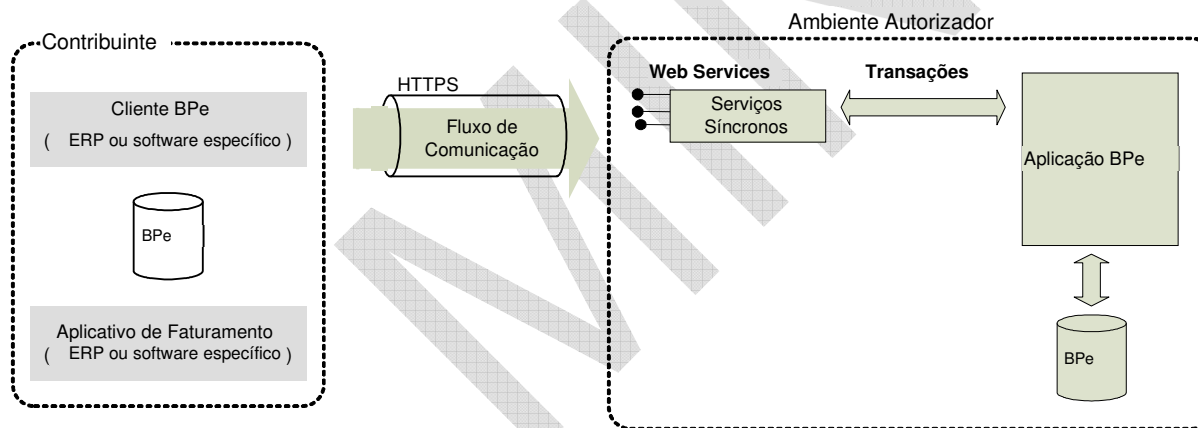 Contribuinte
Cliente BPe
( ERP ou software específico )
BPe
Aplicativo de Faturamento
( ERP ou software específico )
HTTPS
Fluxo de
Comunicação
Ambiente Autorizador
Web Services
Transações
Serviços
Síncronos
Aplicação BPe
BPe